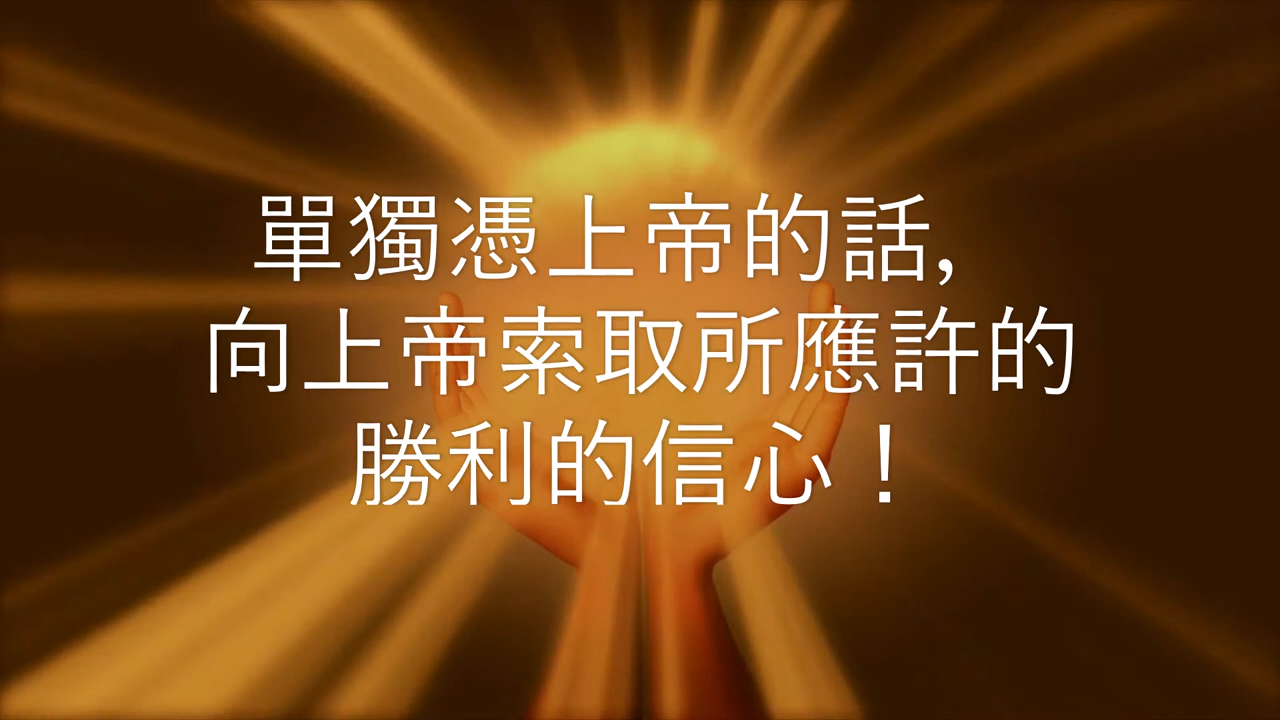 單獨憑上帝的話,
向上帝索取所應許的
勝利的信心！